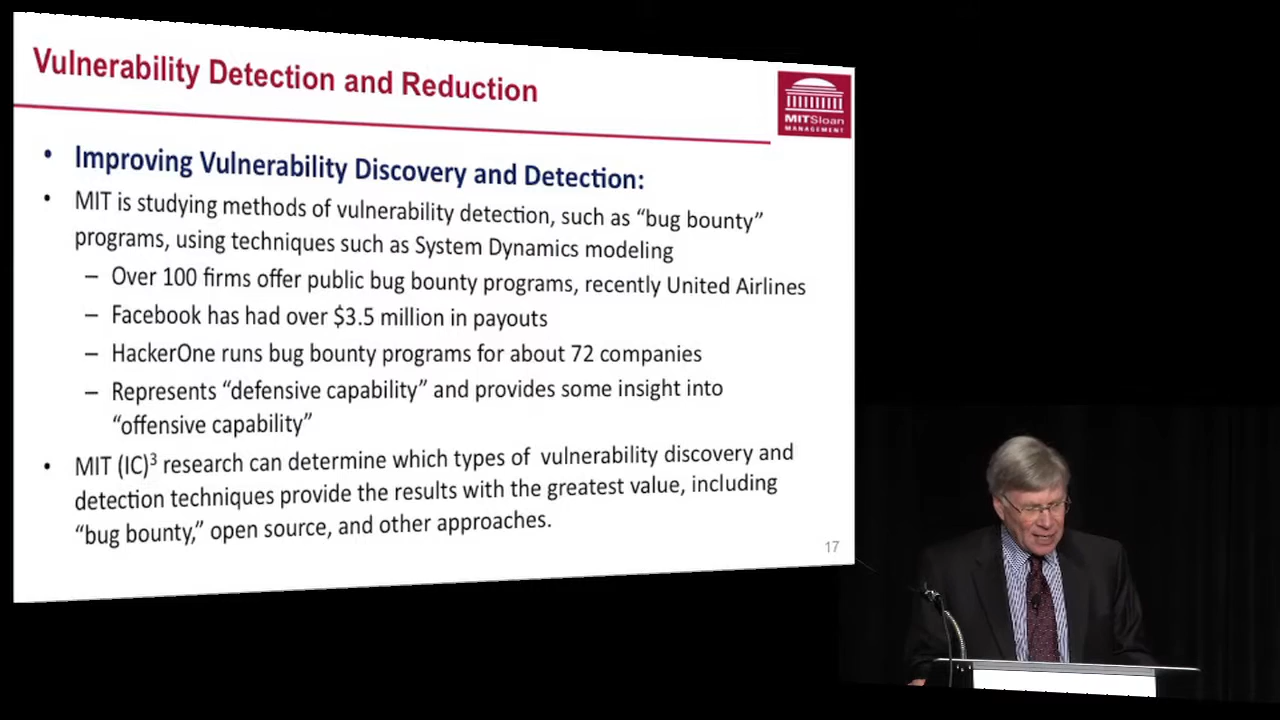 Vulnerability Detection and Reduction
MITSloan
MANAGEMENT
• Improving Vulnerability Discovery and Detection:
• MIT is studying methods of vulnerability detection, such as “bug bounty”
programs, using techniques such as System Dynamics modeling
– Over 100 firms offer public bug bounty programs, recently United Airlines
– Facebook has had over $3.5 million in payouts
– HackerOne runs bug bounty programs for about 72 companies
– Represents “defensive capability” and provides some insight into
“offensive capability”
• MIT (IC)³ research can determine which types of vulnerability discovery and
detection techniques provide the results with the greatest value, including
“bug bounty,” open source, and other approaches.
17